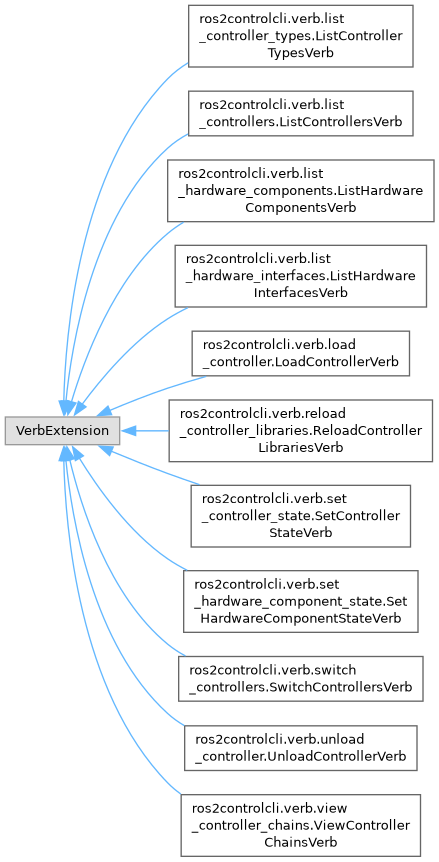 ros2controlcli.verb.list
_controller_types.ListController
TypesVerb
ros2controlcli.verb.list
_controllers.ListControllersVerb
ros2controlcli.verb.list
_hardware_components.ListHardware
ComponentsVerb
ros2controlcli.verb.list
_hardware_interfaces.ListHardware
InterfacesVerb
ros2controlcli.verb.load
_controller.LoadControllerVerb
VerbExtension
ros2controlcli.verb.reload
_controller_libraries.ReloadController
LibrariesVerb
ros2controlcli.verb.set
_controller_state.SetController
StateVerb
ros2controlcli.verb.set
_hardware_component_state.Set
HardwareComponentStateVerb
ros2controlcli.verb.switch
_controllers.SwitchControllersVerb
ros2controlcli.verb.unload
_controller.UnloadControllerVerb
ros2controlcli.verb.view
_controller_chains.ViewController
ChainsVerb